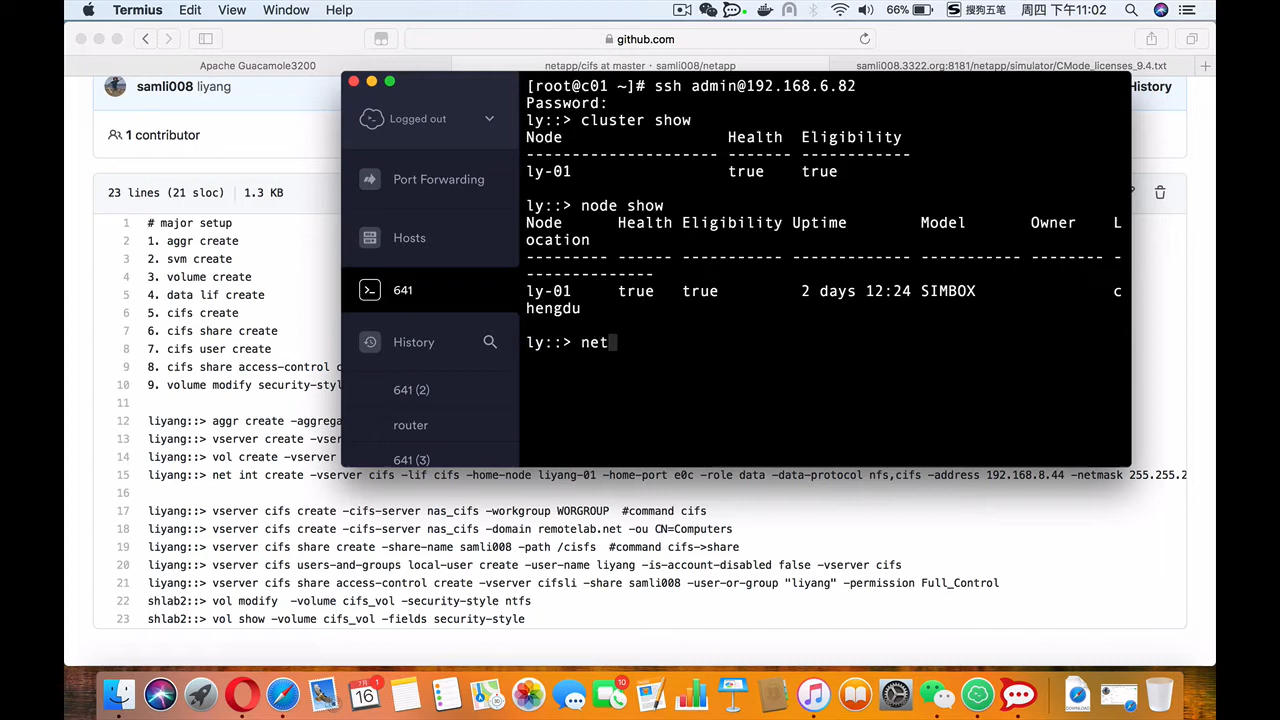 Termius Edit View Window Help 66% S 搜狗五笔 周四 下午11:02
github.com
Apache Guacamole3200 netapp/cifs at master · samli008/netapp samli008.3322.org:8181/netapp/simulator/CMode_licenses_9.4.txt
samli008 liyang History
1 contributor
23 lines (21 sloc) 1.3 KB
1 # major setup
2 1. aggr create
3 2. svm create
4 3. volume create
5 4. data lif create
6 5. cifs create
7 6. cifs share create
8 7. cifs user create
9 8. cifs share access-control c
10 9. volume modify security-styl
11
12 liyang::> aggr create -aggrega
13 liyang::> vserver create -vser
14 liyang::> vol create -vserver
15 liyang::> net int create -vserver cifs -lif cifs -home-node liyang-01 -home-port e0c -role data -data-protocol nfs,cifs -address 192.168.8.44 -netmask 255.255.2
16
17 liyang::> vserver cifs create -cifs-server nas_cifs -workgroup WORGROUP #command cifs
18 liyang::> vserver cifs create -cifs-server nas_cifs -domain remotelab.net -ou CN=Computers
19 liyang::> vserver cifs share create -share-name samli008 -path /cisfs #command cifs->share
20 liyang::> vserver cifs users-and-groups local-user create -user-name liyang -is-account-disabled false -vserver cifs
21 liyang::> vserver cifs share access-control create -vserver cifsli -share samli008 -user-or-group "liyang" -permission Full_Control
22 shlab2::> vol modify -volume cifs_vol -security-style ntfs
23 shlab2::> vol show -volume cifs_vol -fields security-style
Logged out
Port Forwarding
Hosts
641
History
641 (2)
router
641 (3)
[root@c01 ~]# ssh admin@192.168.6.82
Password:
ly::> cluster show
Node Health Eligibility
--------------------- ------- ------------
ly-01 true true
ly::> node show
Node Health Eligibility Uptime Model Owner L
ocation
--------- ------ ----------- ------------- ----------- -------- -
--------------
ly-01 true true 2 days 12:24 SIMBOX c
hengdu
ly::> net
16
1
10
DOWNLOAD